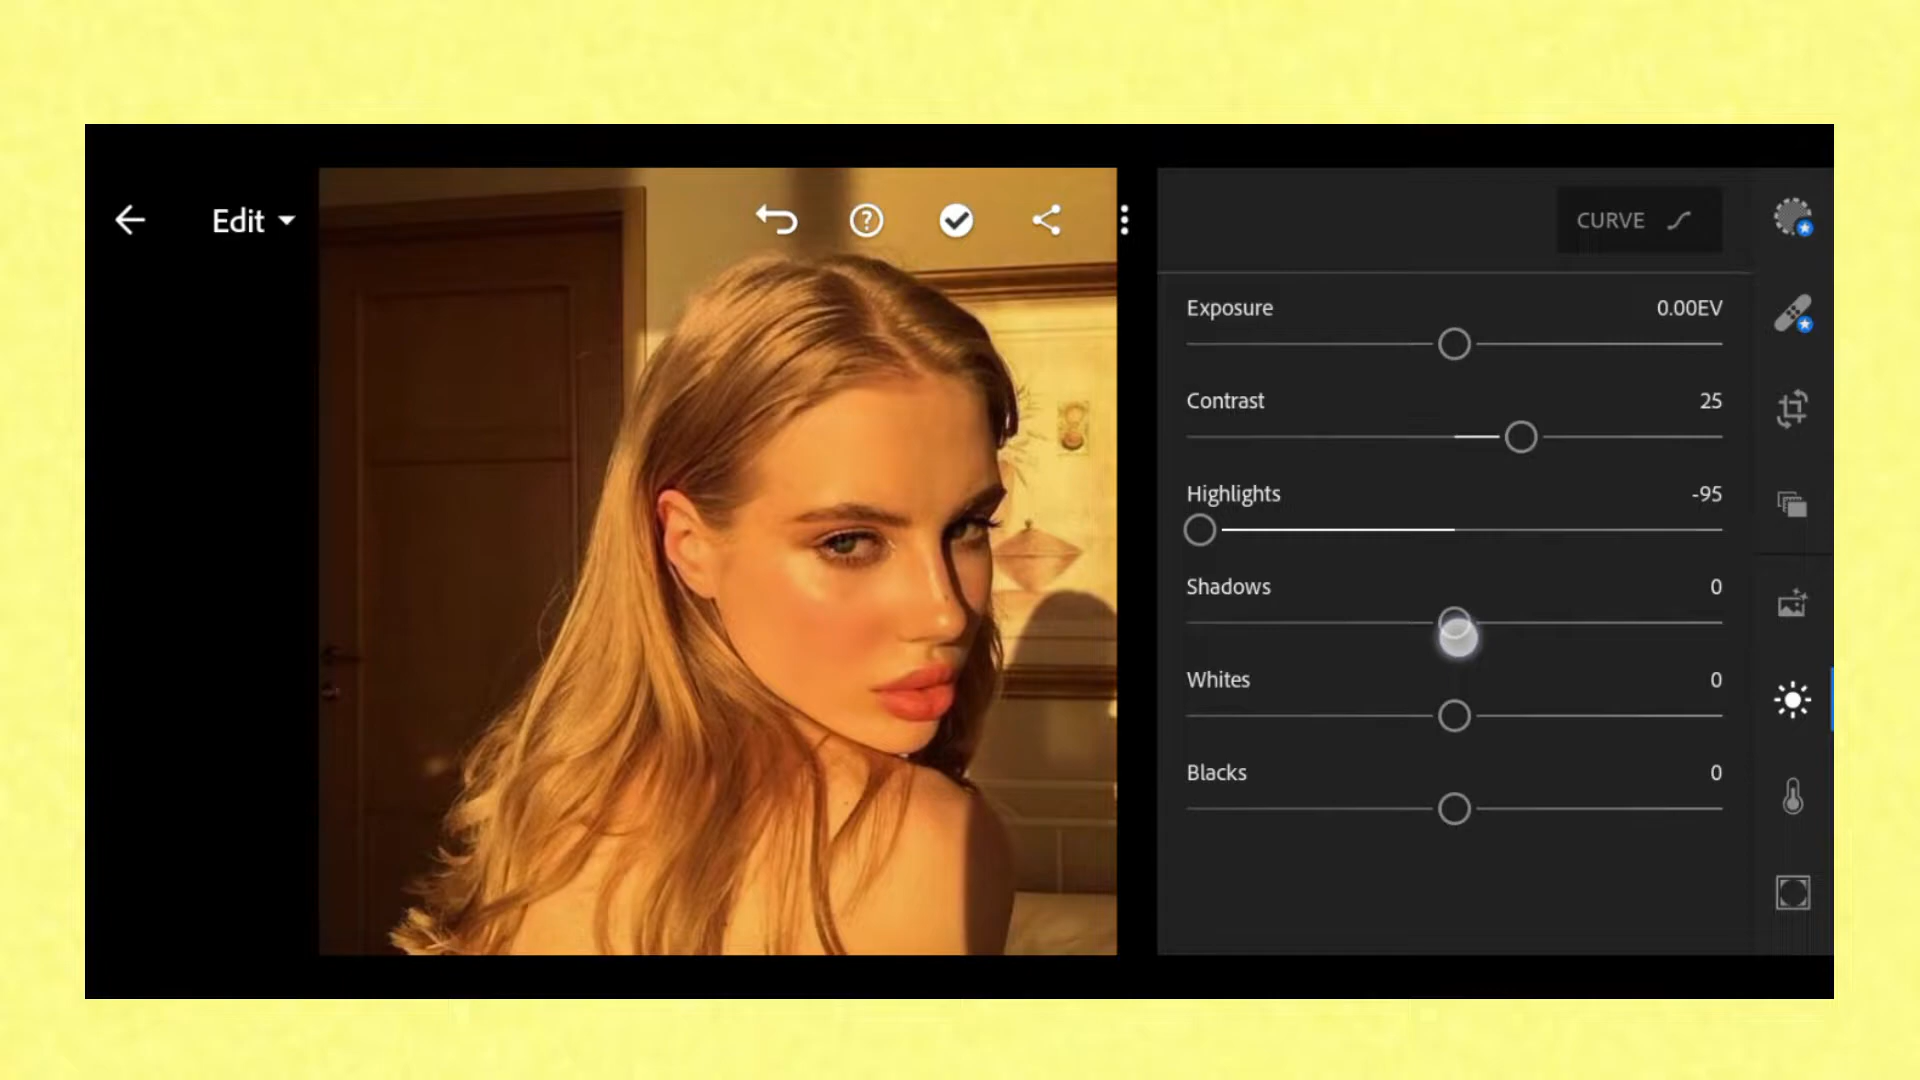 Edit
CURVE
Exposure 0.00EV
Contrast 25
Highlights -95
Shadows 0
Whites 0
Blacks 0